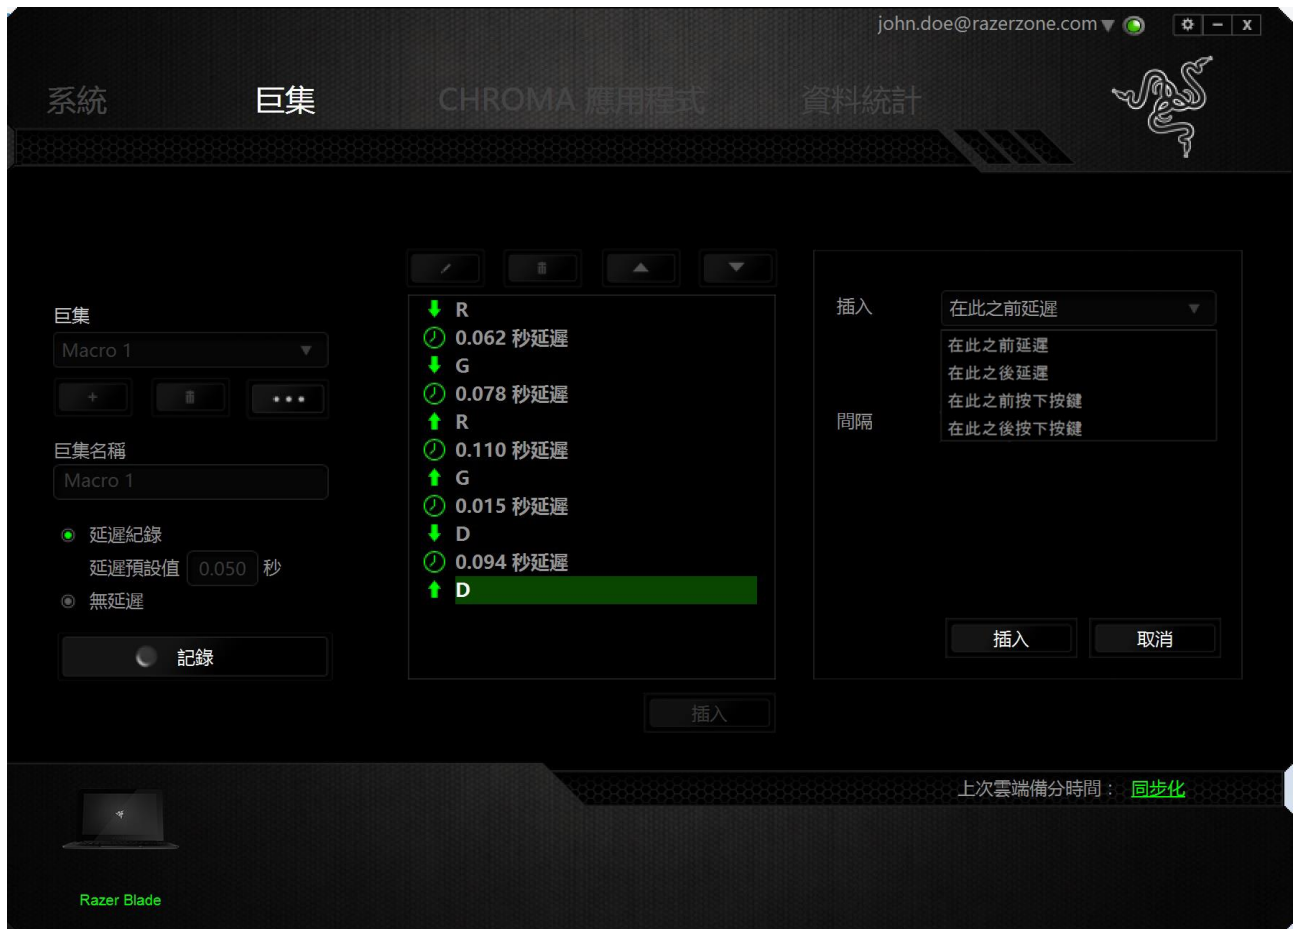 john.doe@razerzone.com
系統 巨集 CHROMA 應用程式 資料統計
巨集
Macro 1
巨集名稱
Macro 1
延遲紀錄
延遲預設值 0.050 秒
無延遲
記錄
R
0.062 秒延遲
G
0.078 秒延遲
R
0.110 秒延遲
G
0.015 秒延遲
D
0.094 秒延遲
D
插入
插入 在此之前延遲
在此之前延遲
在此之後延遲
在此之前按下按鍵
在此之後按下按鍵
間隔
插入 取消
上次雲端備分時間： 同步化
Razer Blade